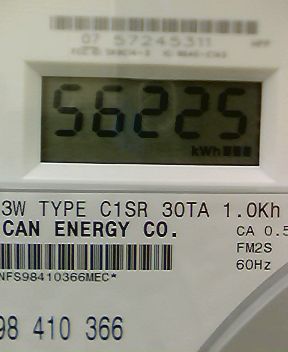 07 57245311
56225
kWh
3W TYPE C1SR 30TA 1.0Kh
CAN ENERGY CO.
CA 0.5
FM2S
60Hz
NFS98410366MEC*
98 410 366